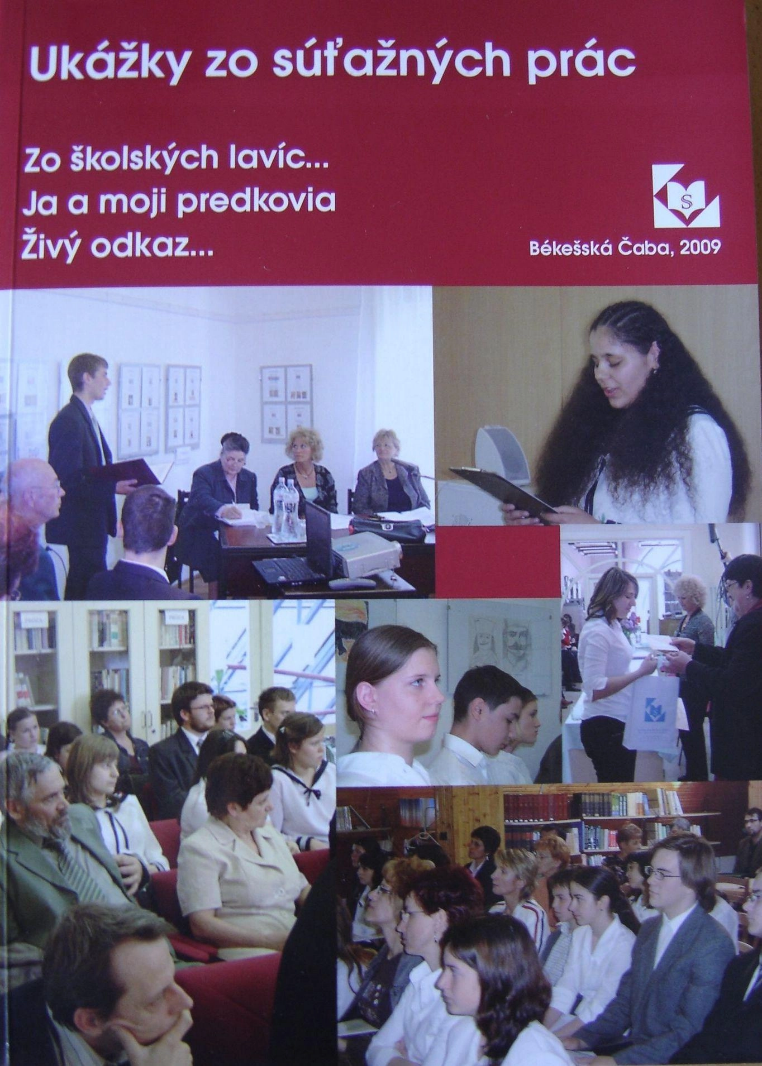 Ukážky zo súťažných prác
Zo školských lavíc...
Ja a moji predkovia
Živý odkaz...
S
Békešská Čaba, 2009